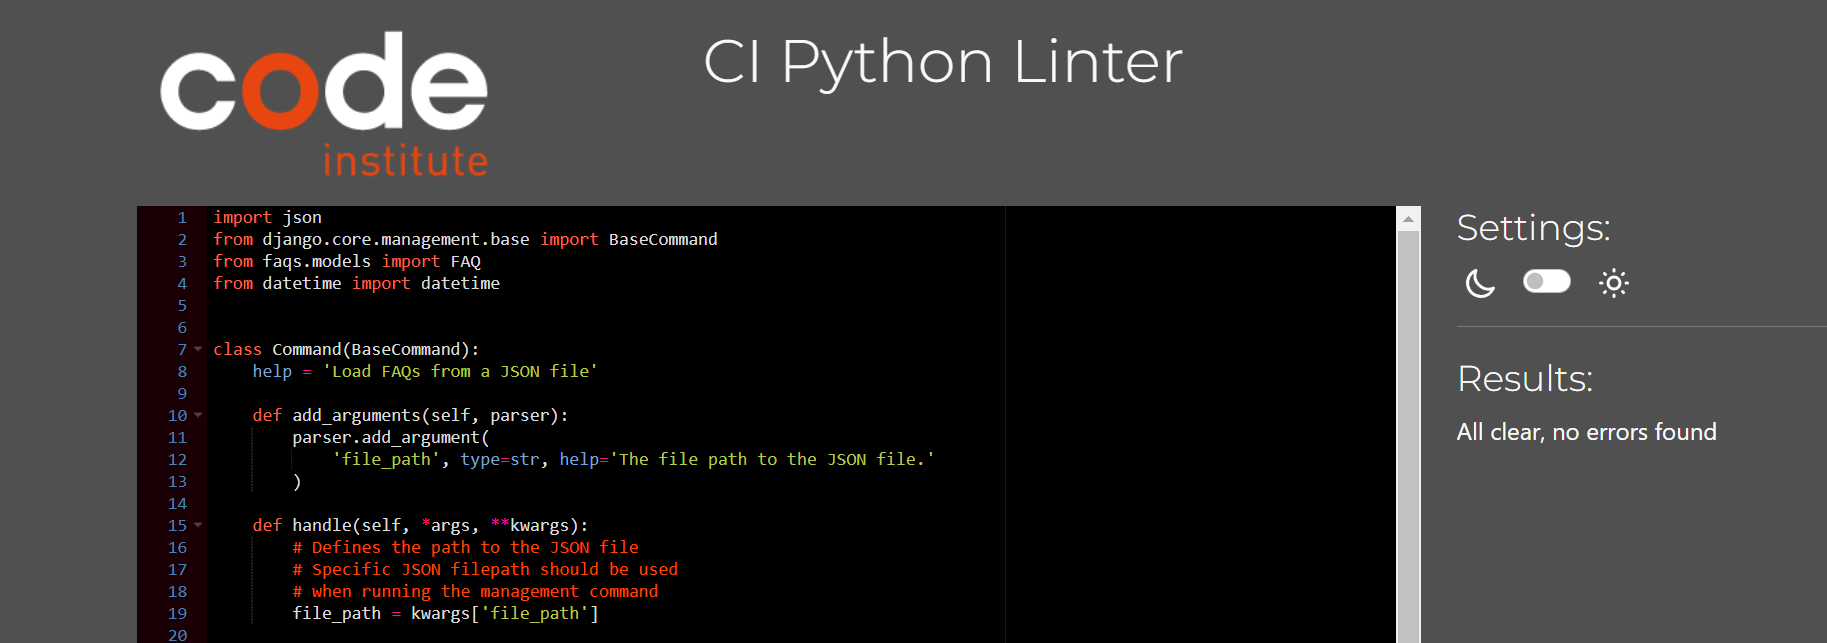 code
institute
CI Python Linter
1 import json
2 from django.core.management.base import BaseCommand
3 from faqs.models import FAQ
4 from datetime import datetime
5
6
7 class Command(BaseCommand):
8     help = 'Load FAQs from a JSON file'
9
10     def add_arguments(self, parser):
11         parser.add_argument(
12             'file_path', type=str, help='The file path to the JSON file.'
13         )
14
15     def handle(self, *args, **kwargs):
16         # Defines the path to the JSON file
17         # Specific JSON filepath should be used
18         # when running the management command
19         file_path = kwargs['file_path']
20
Settings:
Results:
All clear, no errors found